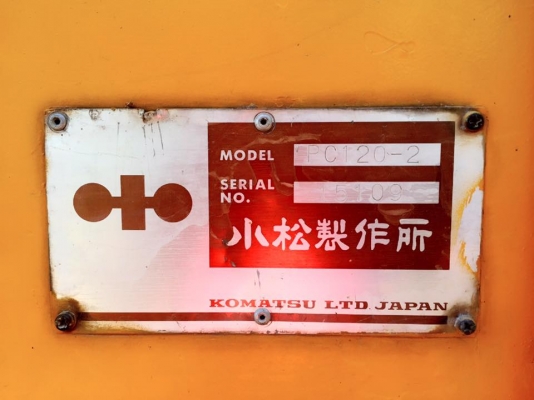 MODEL PC120-2
SERIAL NO.
小松製作所
KOMATSU LTD JAPAN